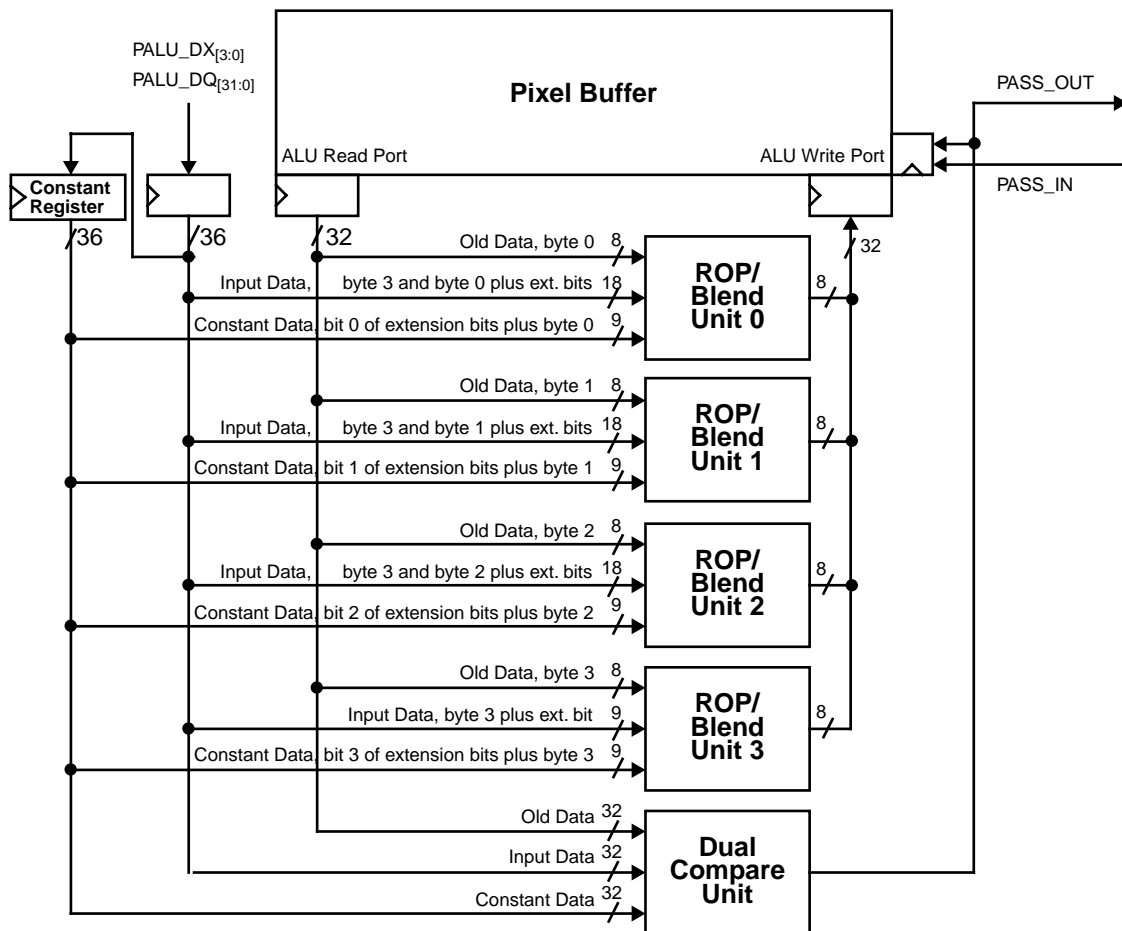 PALU_DX[3:0]
PALU_DQ[31:0]
Pixel Buffer
PASS_OUT
ALU Read Port
ALU Write Port
PASS_IN
Constant
Register
36
36
32
32
Old Data, byte 0
8
Input Data,
byte 3 and byte 0 plus ext. bits
18
Constant Data, bit 0 of extension bits plus byte 0
9
ROP/
Blend
Unit 0
8
Old Data, byte 1
8
Input Data,
byte 3 and byte 1 plus ext. bits
18
Constant Data, bit 1 of extension bits plus byte 1
9
ROP/
Blend
Unit 1
8
Old Data, byte 2
8
Input Data,
byte 3 and byte 2 plus ext. bits
18
Constant Data, bit 2 of extension bits plus byte 2
9
ROP/
Blend
Unit 2
8
Old Data, byte 3
8
Input Data, byte 3 plus ext. bit
9
Constant Data, bit 3 of extension bits plus byte 3
9
ROP/
Blend
Unit 3
8
Old Data
32
Input Data
32
Constant Data
32
Dual
Compare
Unit